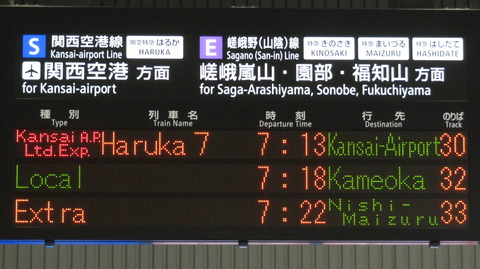 S 関西空港線 関空特急 はるか
Kansai-airport Line HARUKA
関西空港 方面
for Kansai-airport
E 嵯峨野(山陰)線 特急 きのさき 特急 まいづる 特急 はしだて
Sagano (San-in) Line KINOSAKI MAIZURU HASHIDATE
嵯峨嵐山・園部・福知山 方面
for Saga-Arashiyama, Sonobe, Fukuchiyama
種別 列車名 時刻 行先 のりば
Type Train Name Departure Time Destination Track
Kansai A.P. Ltd.Exp. Haruka 7 7:13 Kansai-Airport 30
Local 7:18 Kameoka 32
Extra 7:22 Nishi-Maizuru 33